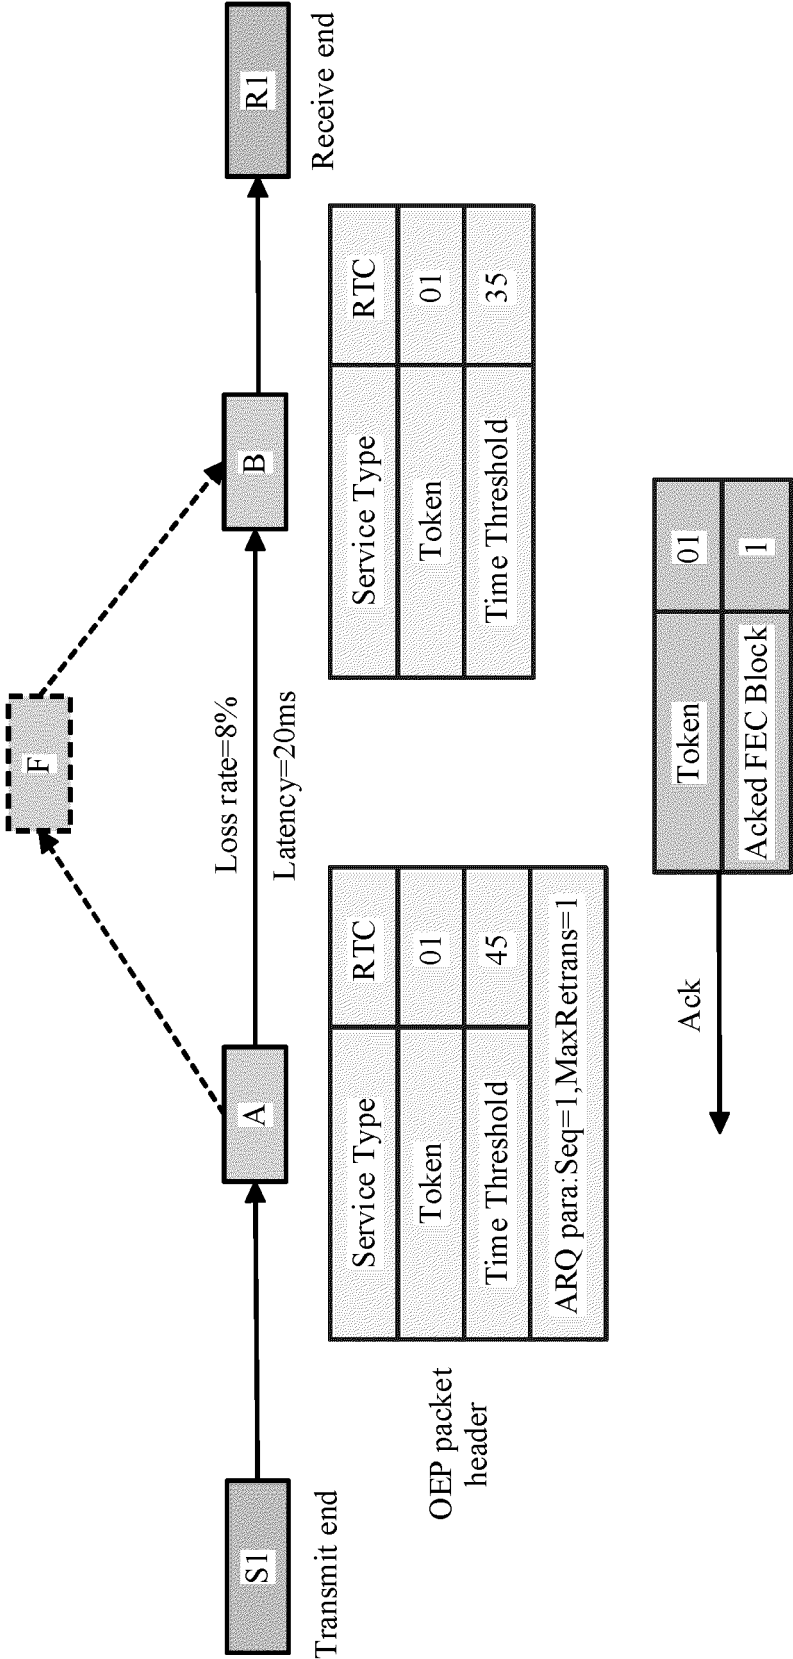 F
S1
A
B
R1
Loss rate=8%
Latency=20ms
Transmit end
Receive end
OEP packet
header
Service Type RTC
Token 01
Time Threshold 45
ARQ para:Seq=1,MaxRetrans=1
Service Type RTC
Token 01
Time Threshold 35
Ack
Token 01
Acked FEC Block 1